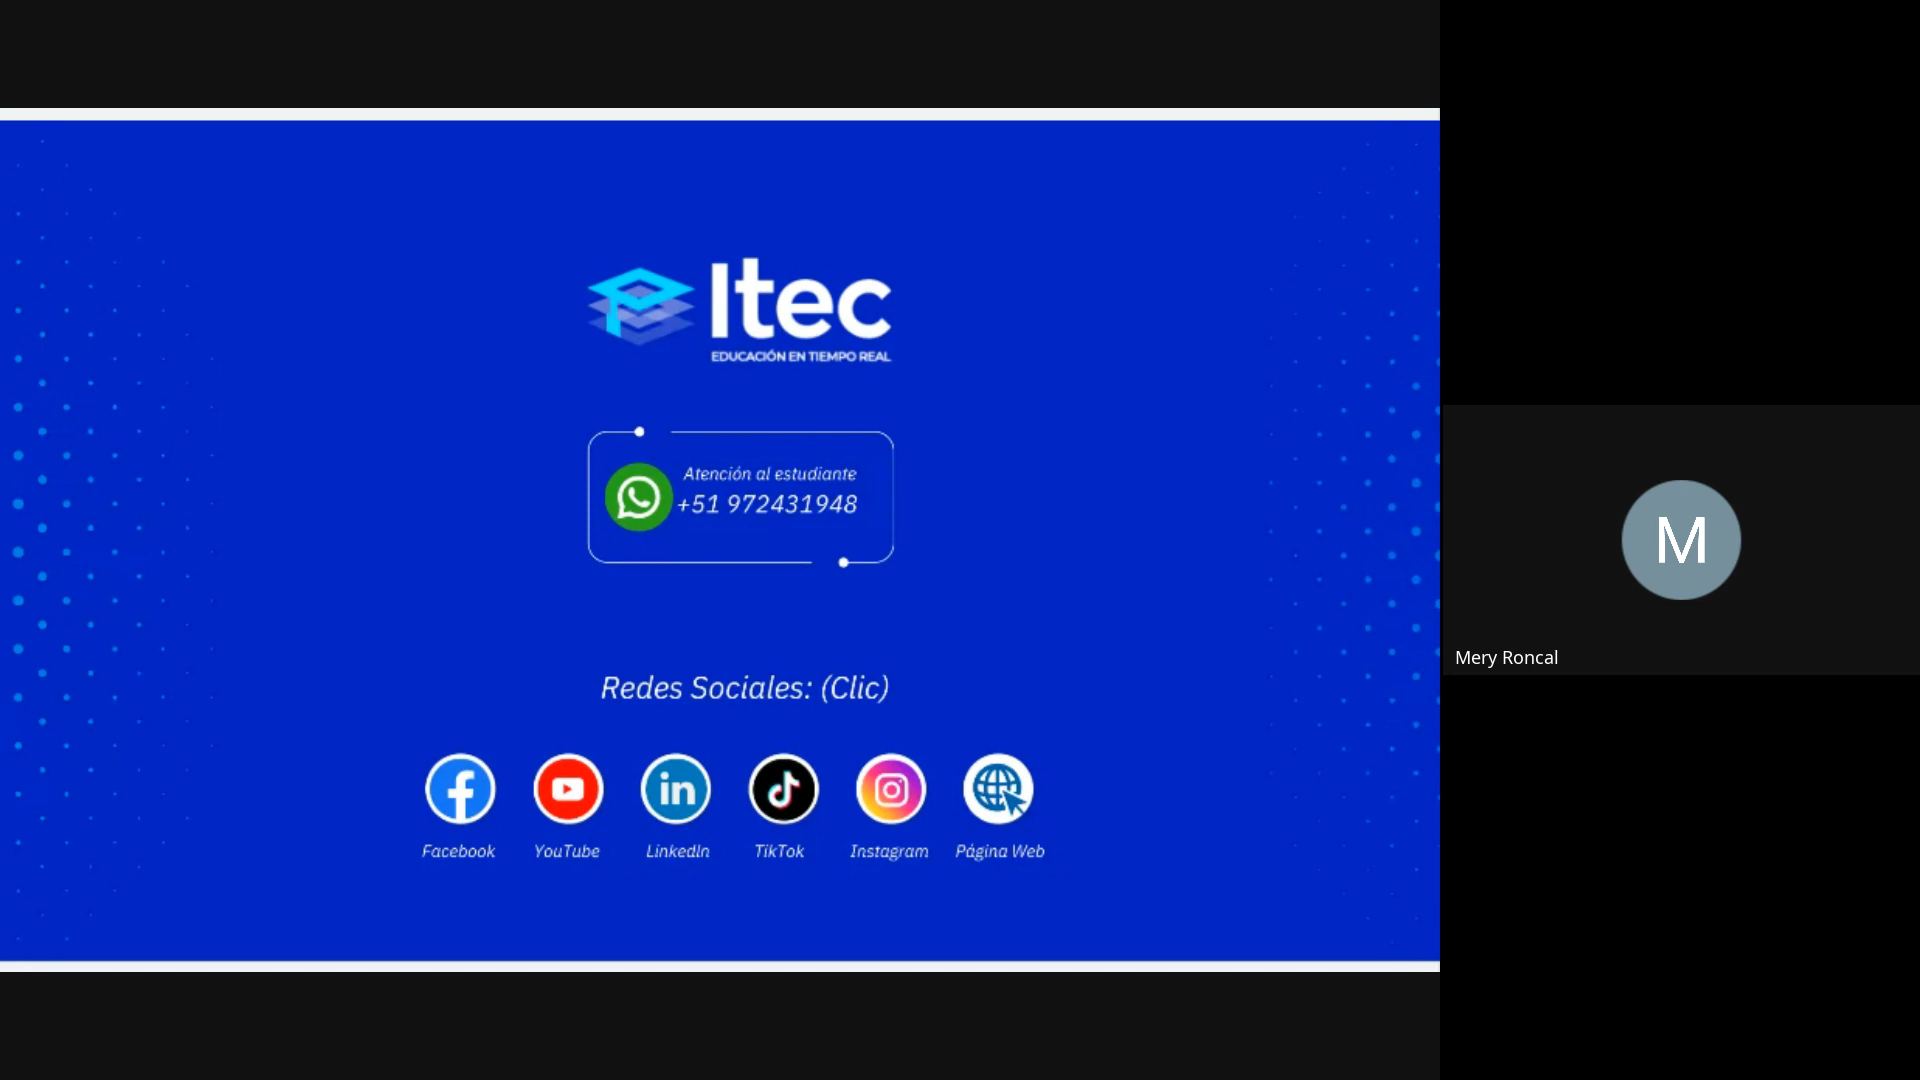 Itec
EDUCACIÓN EN TIEMPO REAL
Atención al estudiante
+51 972431948
Redes Sociales: (Clic)
Facebook YouTube LinkedIn TikTok Instagram Página Web
M
Mery Roncal